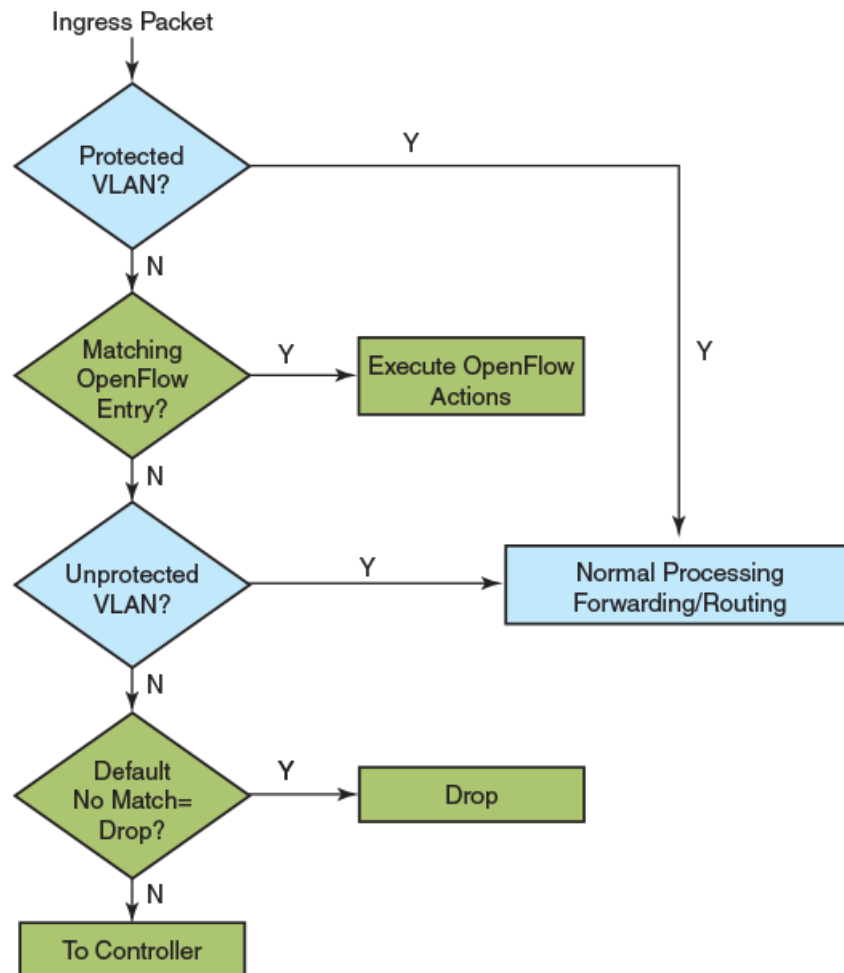 Ingress Packet
Protected
VLAN?
Y
Y
N
Matching
OpenFlow
Entry?
Y
Execute OpenFlow
Actions
N
Unprotected
VLAN?
Y
Normal Processing
Forwarding/Routing
N
Default
No Match=
Drop?
Y
Drop
N
To Controller